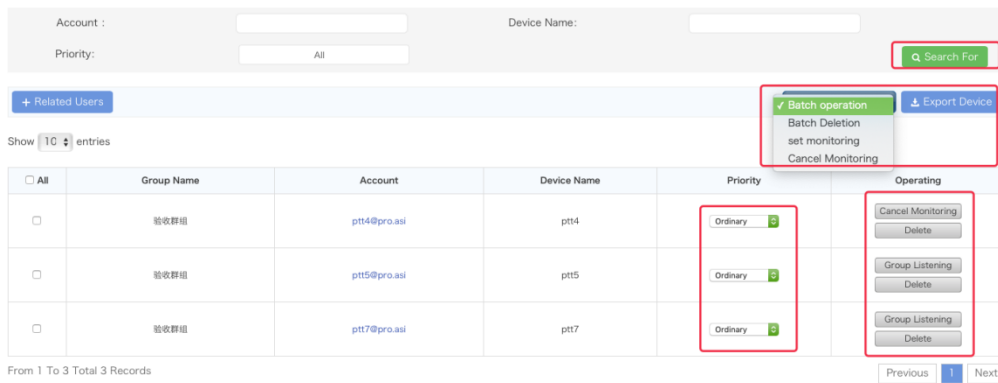 Account :
Device Name:
Priority:
All
Search For
+ Related Users
✓ Batch operation
Export Device
Batch Deletion
set monitoring
Cancel Monitoring
Show 10 entries
All
Group Name
Account
Device Name
Priority
Operating
验收群组
ptt4@pro.asi
ptt4
Ordinary
Cancel Monitoring
Delete
验收群组
ptt5@pro.asi
ptt5
Ordinary
Group Listening
Delete
验收群组
ptt7@pro.asi
ptt7
Ordinary
Group Listening
Delete
From 1 To 3 Total 3 Records
Previous
1
Next